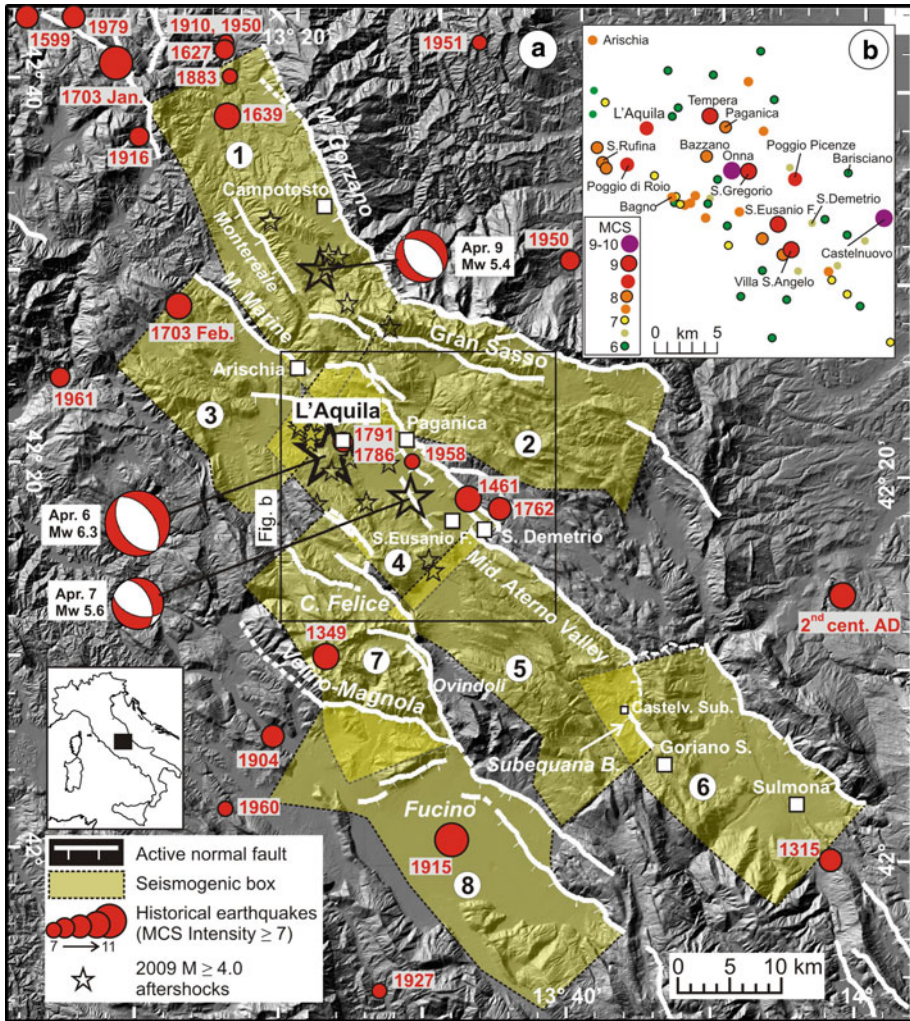 1599
1979
1910, 1950
1627
1883
13° 20'
1951
a
42° 40'
1703 Jan.
1639
1916
1
M. Gorzano
Campotosto
Montereale
M. Marine
Apr. 9
Mw 5.4
1950
1703 Feb.
Gran Sasso
Arischia
1961
3
L'Aquila
Paganica
2
1791
1786
1958
42° 20'
42° 20'
1461
1762
Apr. 6
Mw 6.3
Fig. b
S.Eusanio F.
S. Demetrio
4
Apr. 7
Mw 5.6
Mid. Aterno Valley
C. Felice
2nd cent. AD
1349
7
5
Velino-Magnola
Ovindoli
Castelv. Sub.
1904
Subequana B.
Goriano S.
6
Sulmona
1960
Fucino
42°
1915
8
1315
42°
1927
13° 40'
14°
0 10 20
km
Active normal fault
Seismogenic box
Historical earthquakes
(MCS Intensity ≥ 7)
7 → 11
2009 M ≥ 4.0
aftershocks
b
Arischia
L'Aquila
Tempera
Paganica
S.Rufina
Bazzano
Onna
Poggio Picenze
Barisciano
Poggio di Roio
S.Gregorio
Bagno
S.Eusanio F.
S.Demetrio
Castelnuovo
Villa S.Angelo
MCS
9-10
9
8
7
6
0 km 5